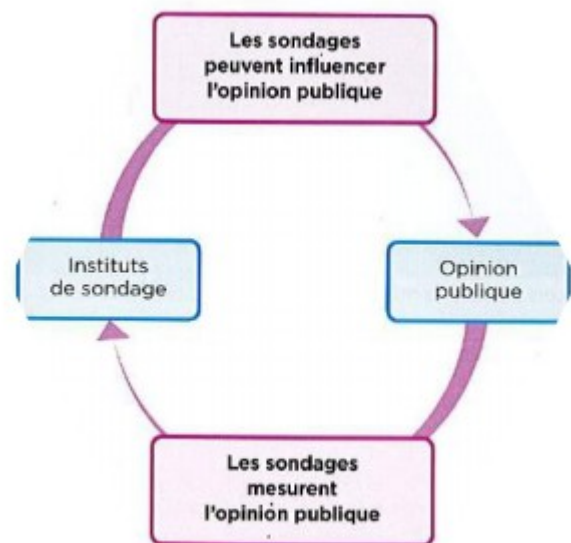 Les sondages
peuvent influencer
l'opinion publique
Instituts
de sondage
Opinion
publique
Les sondages
mesurent
l'opinion publique